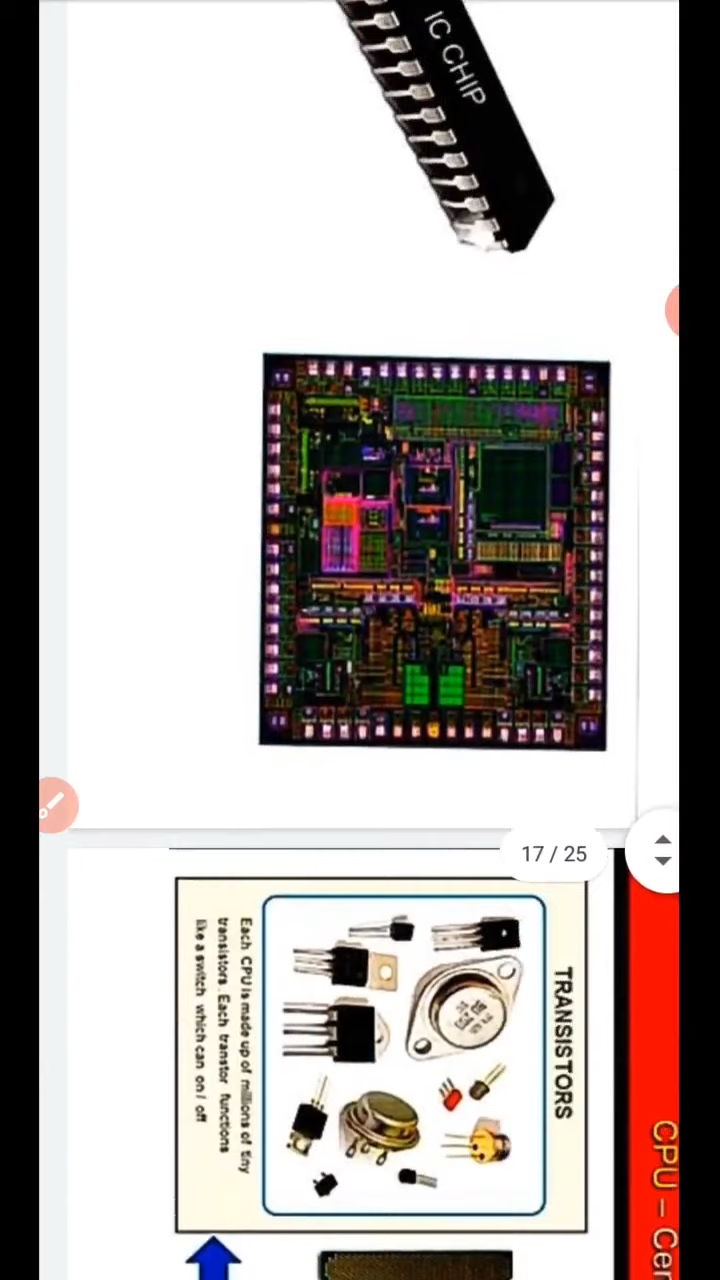 IC CHIP
17 / 25
CPU – Cen
TRANSISTORS
Each CPU is made up of millions of tiny
transistors. Each transtor functions
like a switch which can on / off